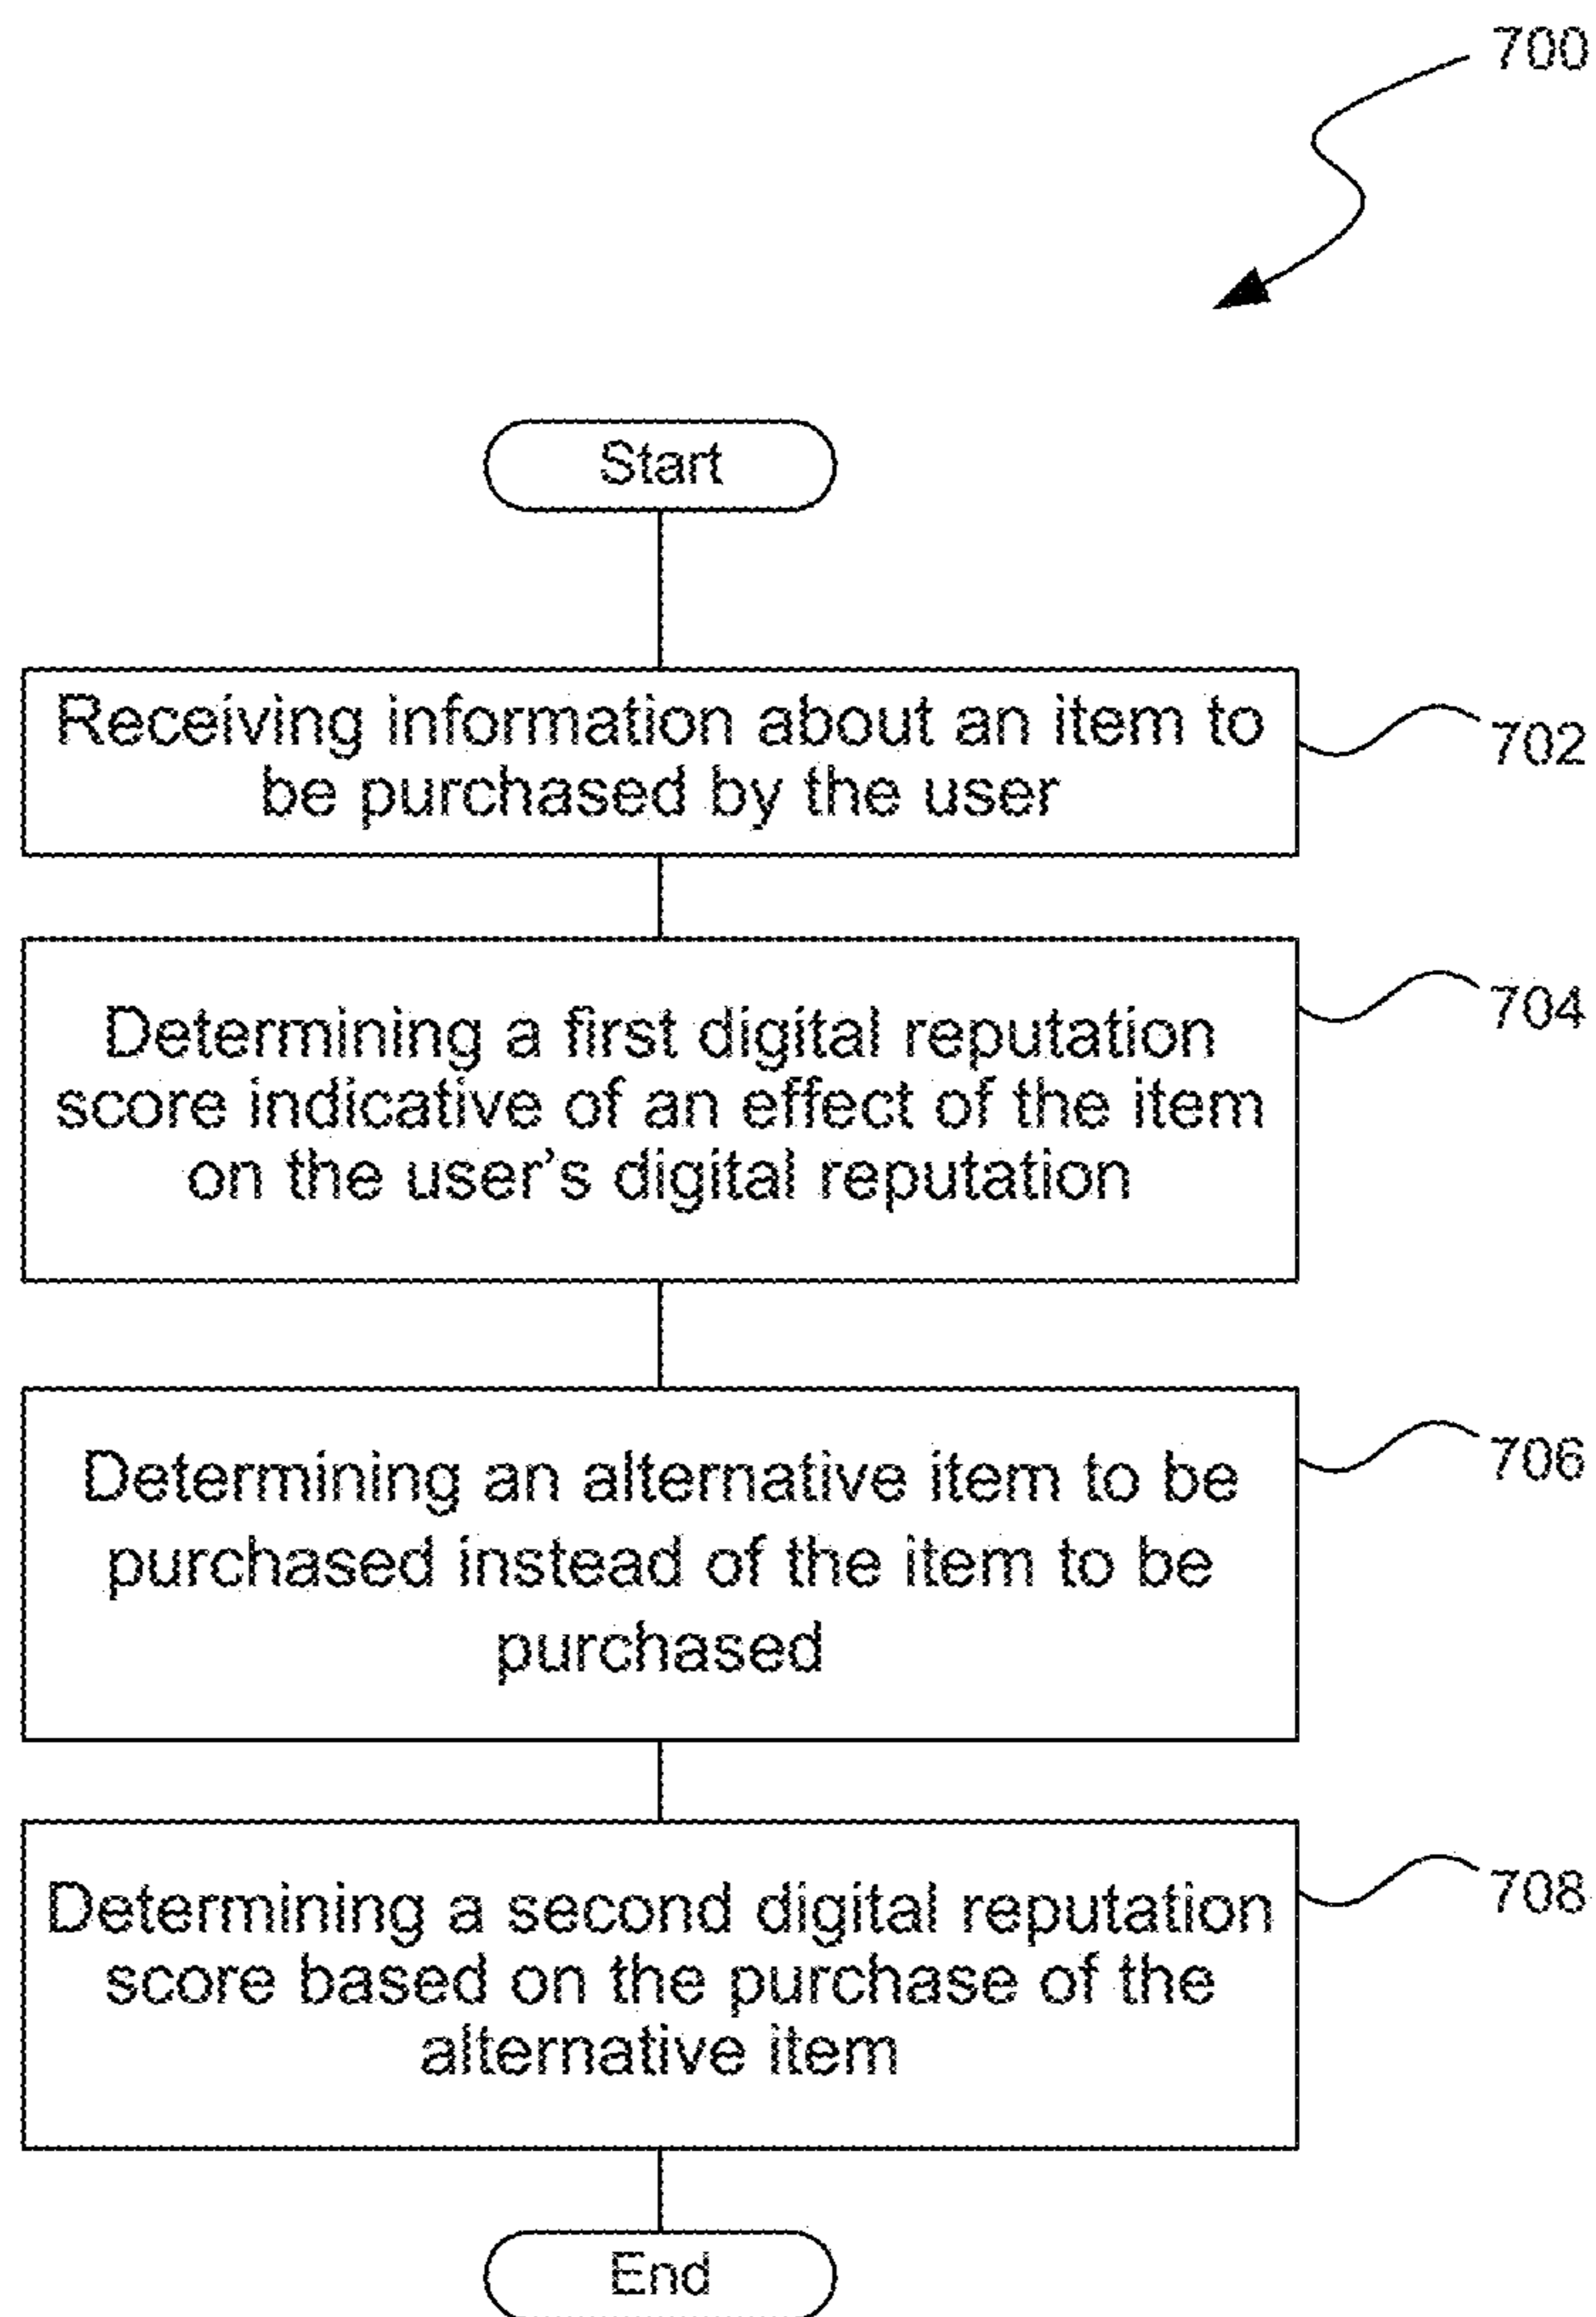 700
Start
Receiving information about an item to
be purchased by the user
702
Determining a first digital reputation
score indicative of an effect of the item
on the user's digital reputation
704
Determining an alternative item to be
purchased instead of the item to be
purchased
706
Determining a second digital reputation
score based on the purchase of the
alternative item
708
End